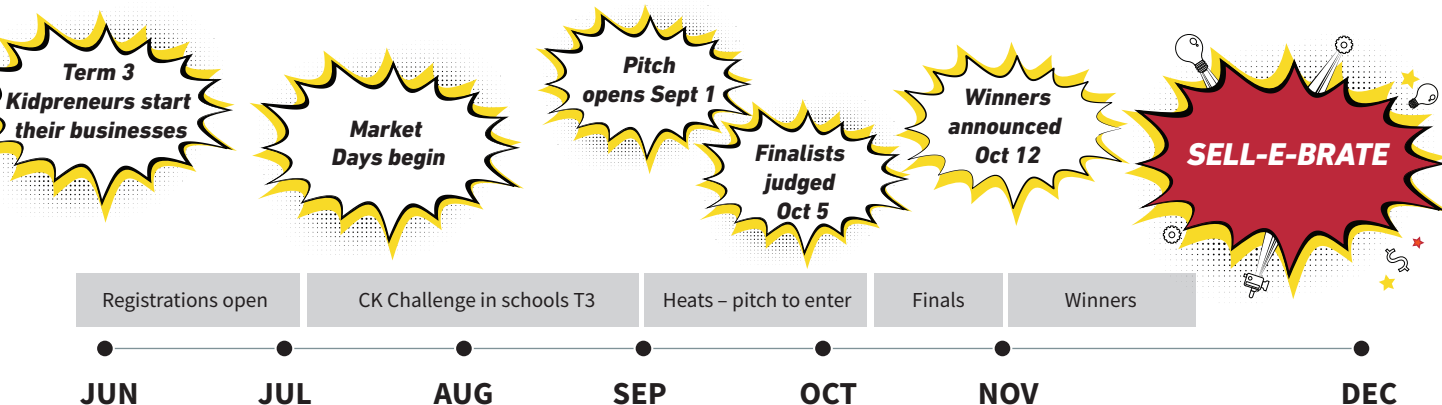 Term 3
Kidpreneurs start
their businesses
Market
Days begin
Pitch
opens Sept 1
Finalists
judged
Oct 5
Winners
announced
Oct 12
SELL-E-BRATE
Registrations open
CK Challenge in schools T3
Heats – pitch to enter
Finals
Winners
JUN
JUL
AUG
SEP
OCT
NOV
DEC